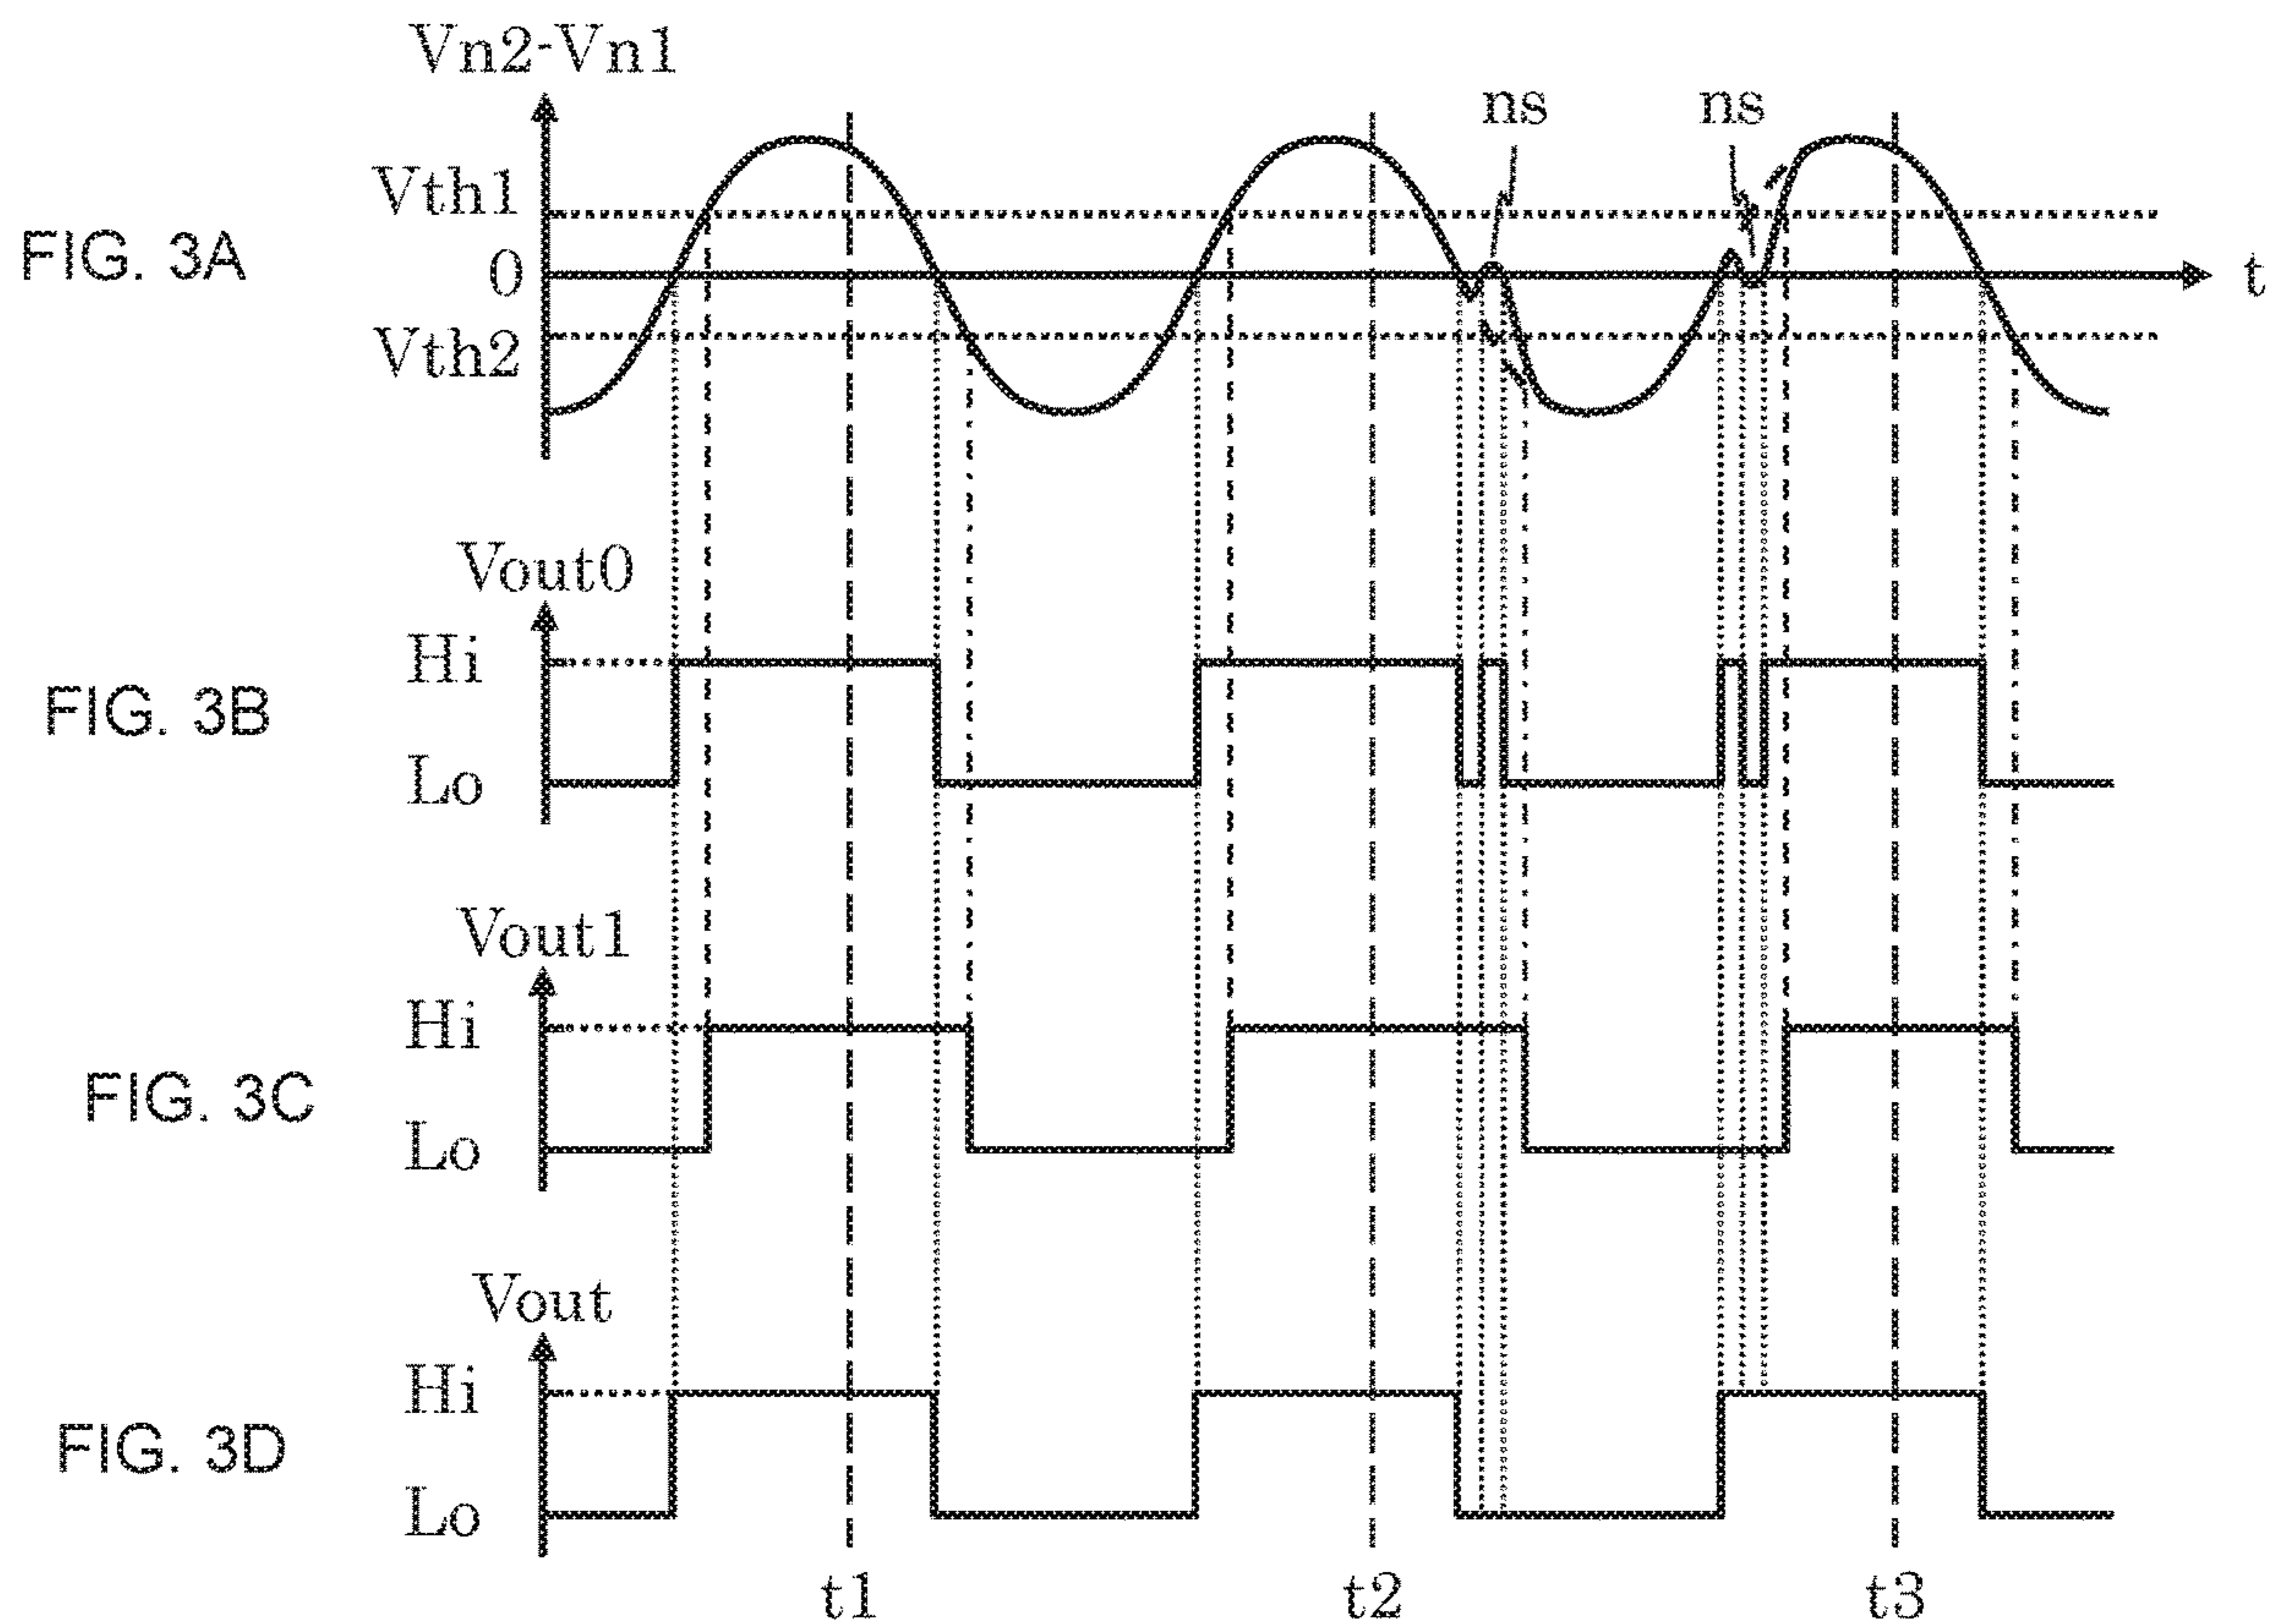 Vn2-Vn1
ns
ns
Vth1
FIG. 3A
0
t
Vth2
Vout0
Hi
FIG. 3B
Lo
Vout1
Hi
FIG. 3C
Lo
Vout
Hi
FIG. 3D
Lo
t1
t2
t3